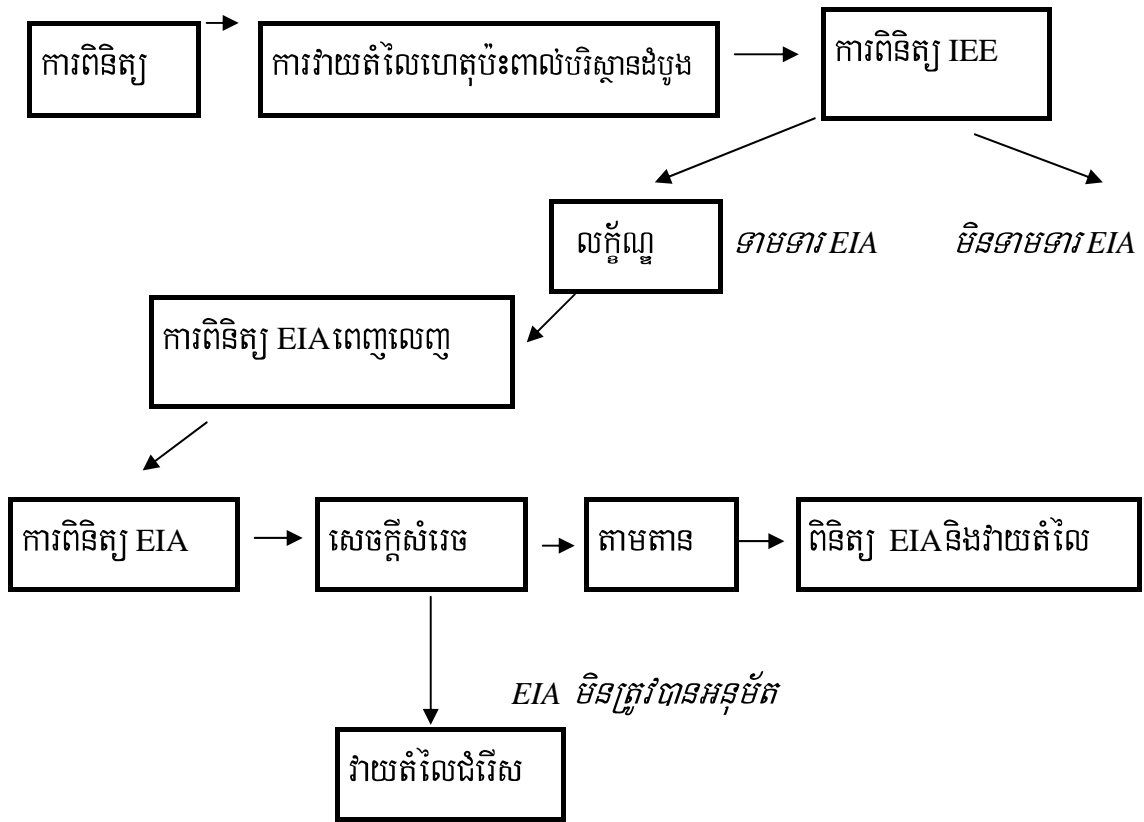 ការពិនិត្យ
ការវាយតំលៃហេតុប៉ះពាល់បរិស្ថានដំបូង
ការពិនិត្យ IEE
លក្ខ័ណ្ឌ
ទាមទារ EIA
មិនទាមទារ EIA
ការពិនិត្យ EIA ពេញលេញ
ការពិនិត្យ EIA
សេចក្តីសំរេច
តាមតាន
ពិនិត្យ EIA និងវាយតំលៃ
EIA មិនត្រូវបានអនុម័ត
វាយតំលៃជំរើស